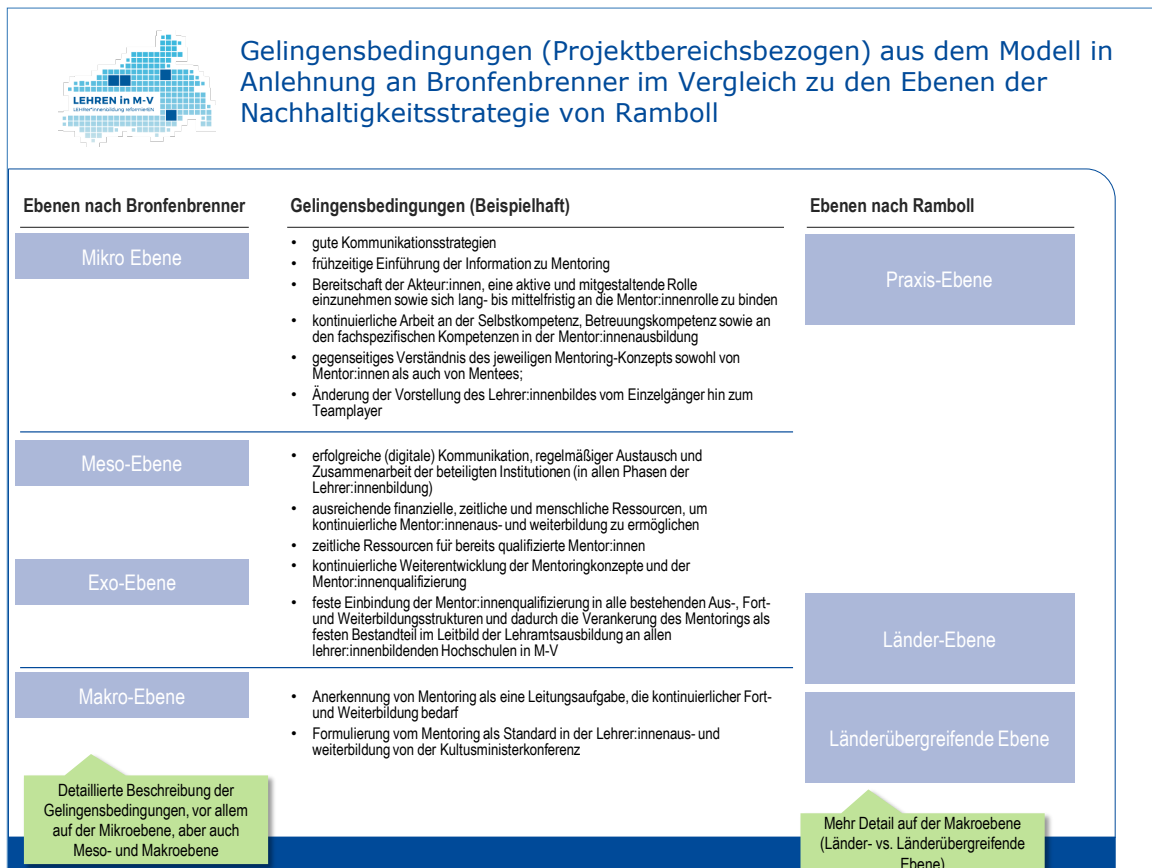 LEHREN in M-V
LEHRer*innenbildung reformierEN
Gelingensbedingungen (Projektbereichsbezogen) aus dem Modell in
Anlehnung an Bronfenbrenner im Vergleich zu den Ebenen der
Nachhaltigkeitsstrategie von Ramboll
Ebenen nach Bronfenbrenner
Gelingensbedingungen (Beispielhaft)
Ebenen nach Ramboll
Mikro Ebene
• gute Kommunikationsstrategien
• frühzeitige Einführung der Information zu Mentoring
• Bereitschaft der Akteur:innen, eine aktive und mitgestaltende Rolle
einzunehmen sowie sich lang- bis mittelfristig an die Mentor:innenrolle zu binden
• kontinuierliche Arbeit an der Selbstkompetenz, Betreuungskompetenz sowie an
den fachspezifischen Kompetenzen in der Mentor:innenausbildung
• gegenseitiges Verständnis des jeweiligen Mentoring-Konzepts sowohl von
Mentor:innen als auch von Mentees;
• Änderung der Vorstellung des Lehrer:innenbildes vom Einzelgänger hin zum
Teamplayer
Praxis-Ebene
Meso-Ebene
Exo-Ebene
• erfolgreiche (digitale) Kommunikation, regelmäßiger Austausch und
Zusammenarbeit der beteiligten Institutionen (in allen Phasen der
Lehrer:innenbildung)
• ausreichende finanzielle, zeitliche und menschliche Ressourcen, um
kontinuierliche Mentor:innenaus- und weiterbildung zu ermöglichen
• zeitliche Ressourcen für bereits qualifizierte Mentor:innen
• kontinuierliche Weiterentwicklung der Mentoringkonzepte und der
Mentor:innenqualifizierung
• feste Einbindung der Mentor:innenqualifizierung in alle bestehenden Aus-, Fort-
und Weiterbildungsstrukturen und dadurch die Verankerung des Mentorings als
festen Bestandteil im Leitbild der Lehramtsausbildung an allen
lehrer:innenbildenden Hochschulen in M-V
Länder-Ebene
Makro-Ebene
• Anerkennung von Mentoring als eine Leitungsaufgabe, die kontinuierlicher Fort-
und Weiterbildung bedarf
• Formulierung vom Mentoring als Standard in der Lehrer:innenaus- und
weiterbildung von der Kultusministerkonferenz
Länderübergreifende Ebene
Detaillierte Beschreibung der
Gelingensbedingungen, vor allem
auf der Mikroebene, aber auch
Meso- und Makroebene
Mehr Detail auf der Makroebene
(Länder- vs. Länderübergreifende
Ebene)